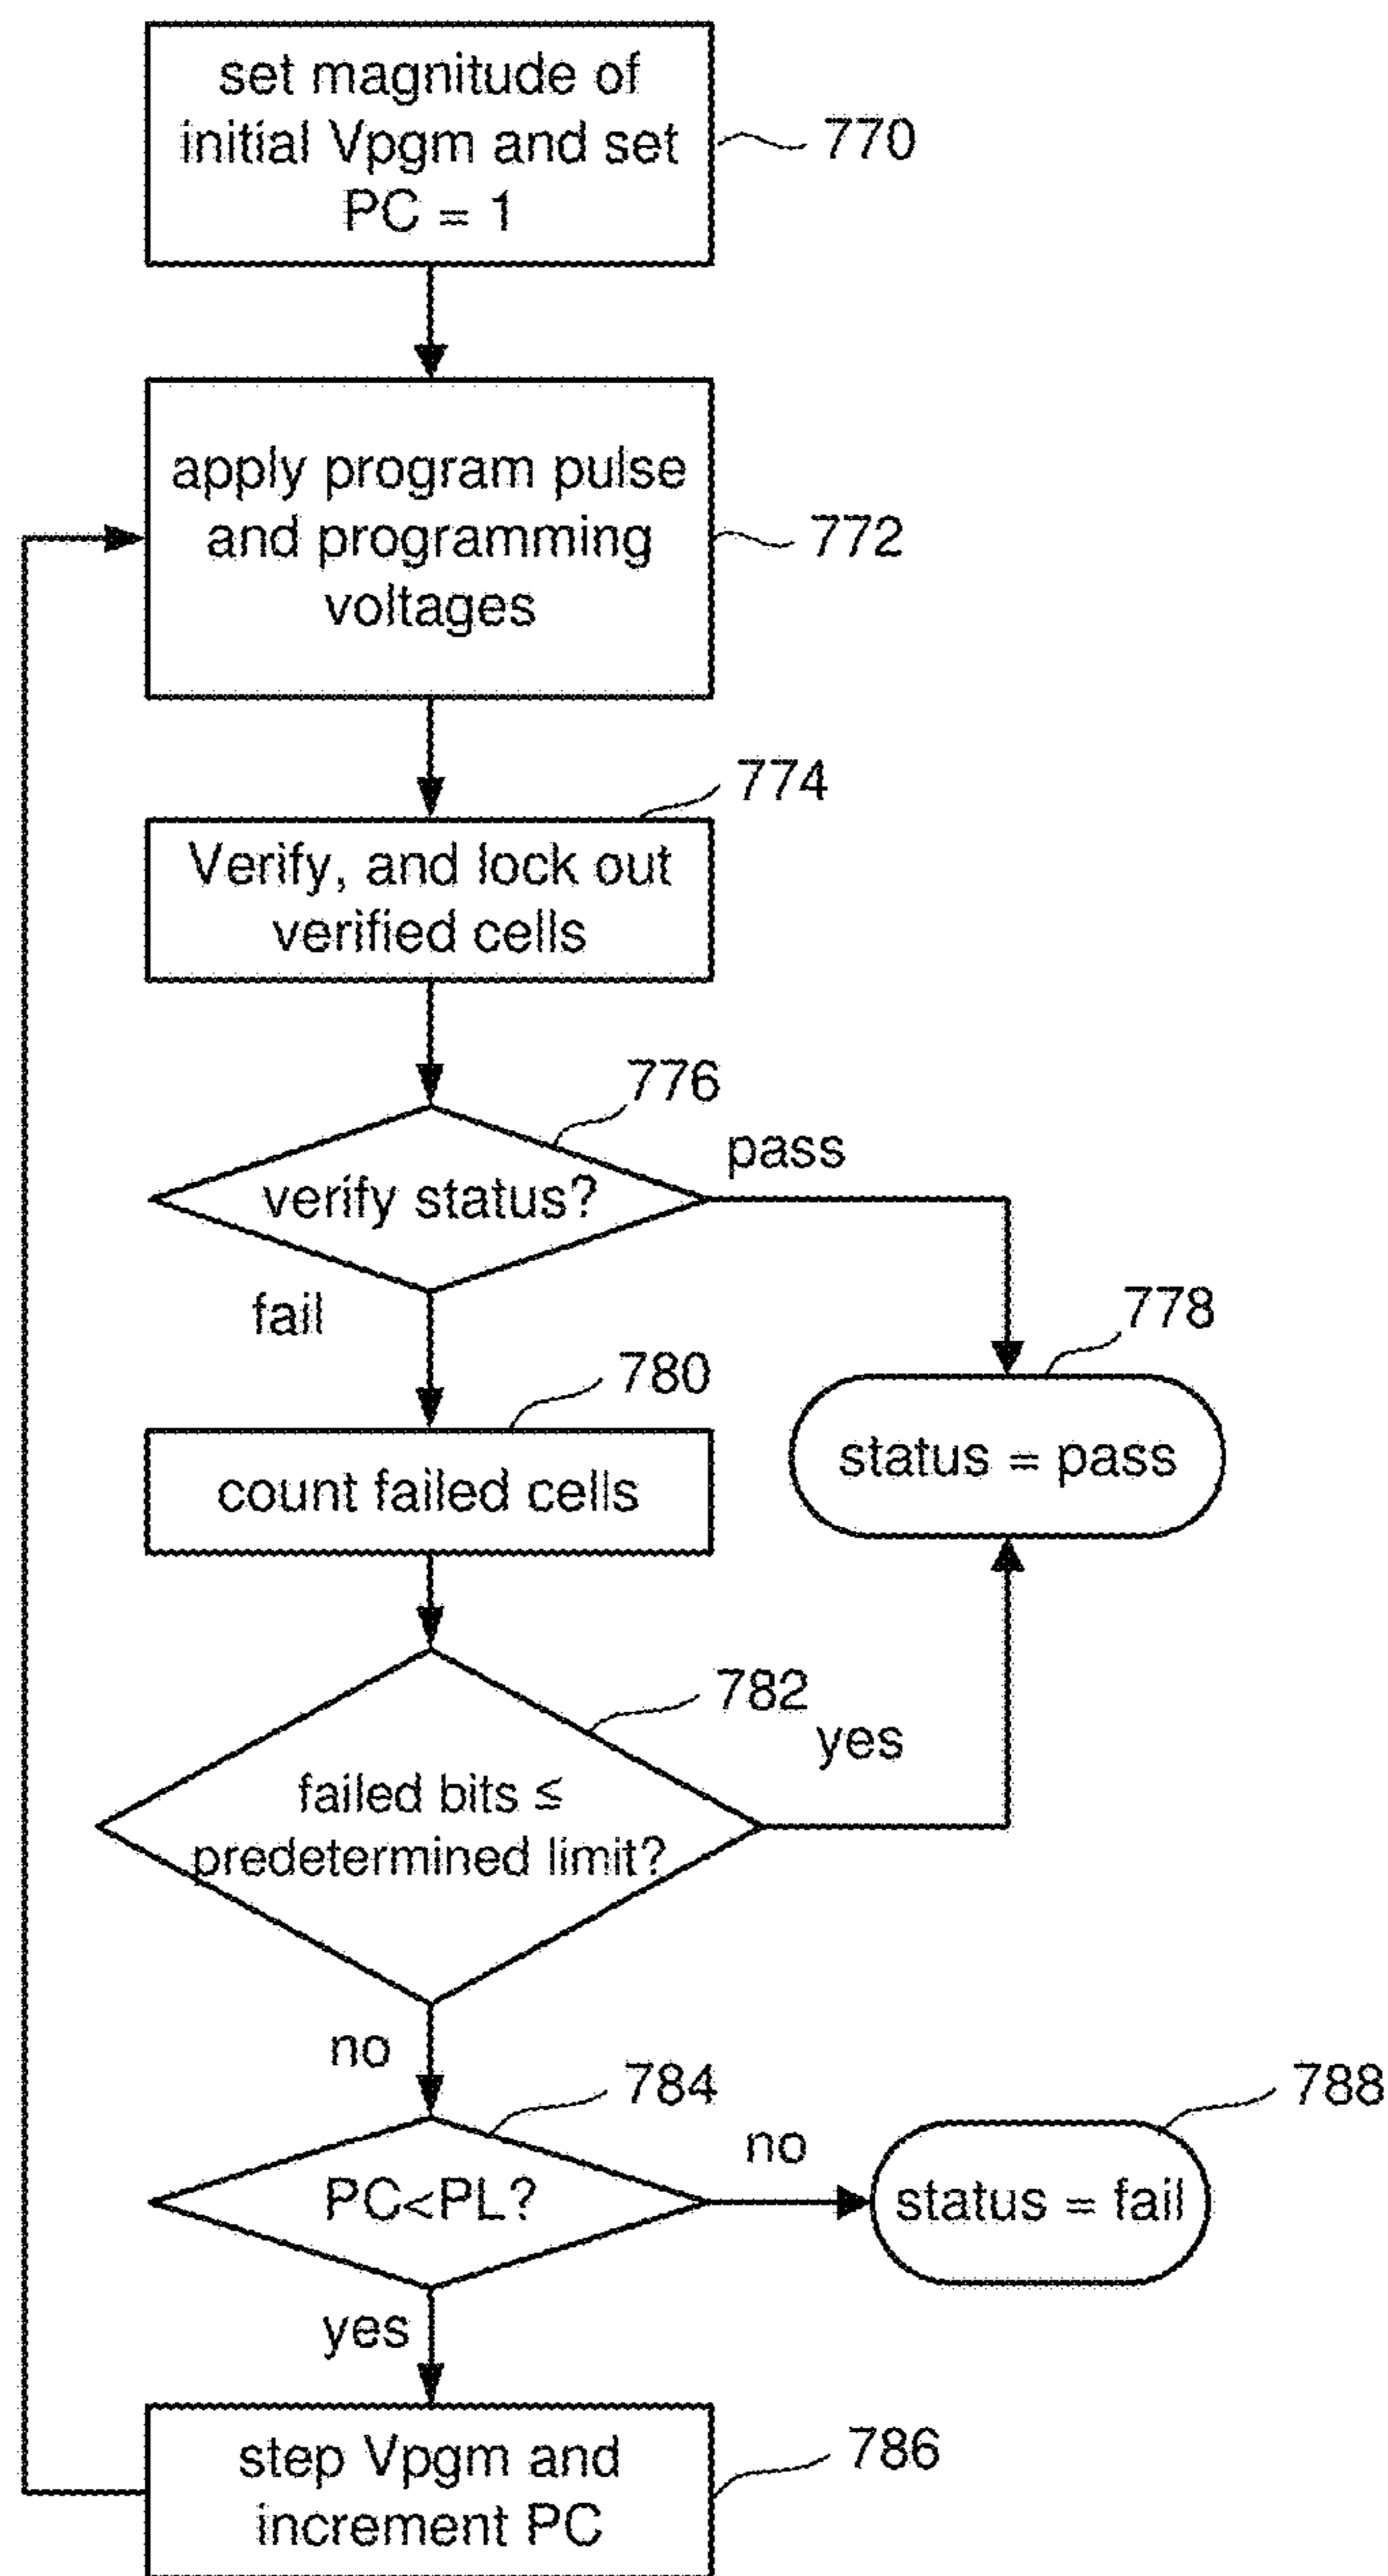 set magnitude of
initial Vpgm and set
PC = 1
770
apply program pulse
and programming
voltages
772
774
Verify, and lock out
verified cells
776
pass
verify status?
fail
778
780
status = pass
count failed cells
782
yes
failed bits ≤
predetermined limit?
no
784
788
no
PC<PL?
status = fail
yes
step Vpgm and
increment PC
786